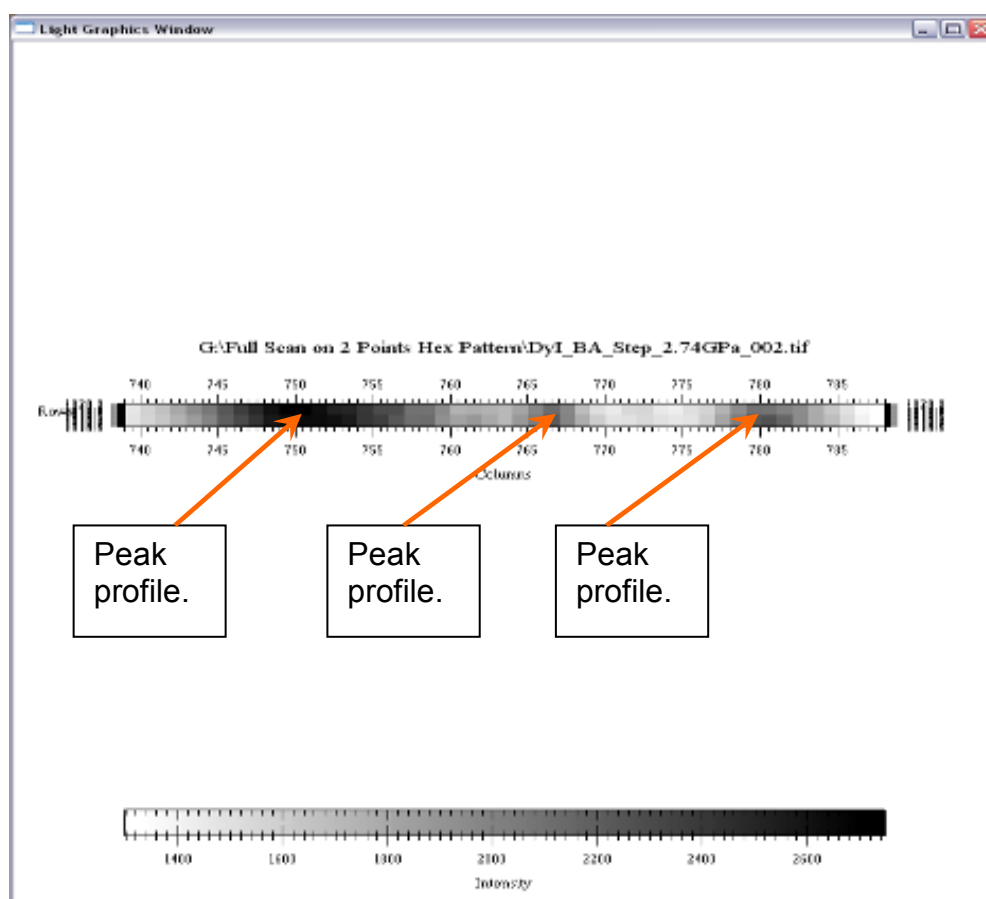 Light Graphics Window
G:\Full Scan on 2 Points Hex Pattern\DyI_BA_Step_2.74GPa_002.tif
740 745 750 755 760 765 770 775 780 785
Rows
740 745 750 755 760 765 770 775 780 785
Columns
Peak profile.
Peak profile.
Peak profile.
1400 1600 1800 2000 2200 2400 2600
Intensity